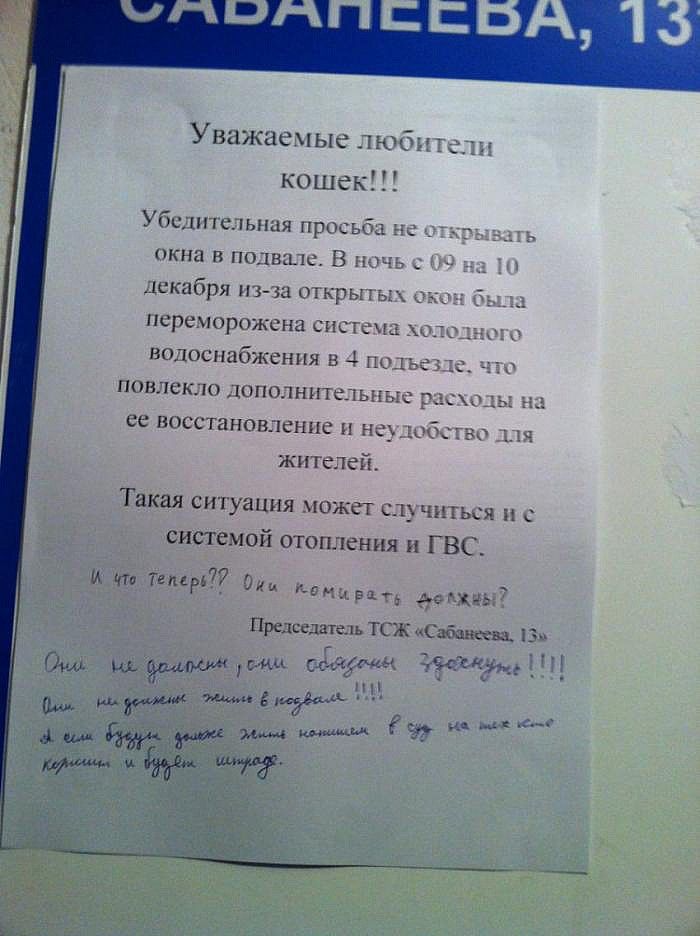 САБАНЕЕВА, 13
Уважаемые любители
кошек!!!
Убедительная просьба не открывать
окна в подвале. В ночь с 09 на 10
декабря из-за открытых окон была
переморожена система холодного
водоснабжения в 4 подъезде, что
повлекло дополнительные расходы на
ее восстановление и неудобство для
жителей.
Такая ситуация может случиться и с
системой отопления и ГВС.
И что теперь?? Они помирать должны?
Председатель ТСЖ «Сабанеева, 13»
Они не должны, они обязаны здохнуть!!!!
Они не должны жить в подвале!!!!
А если будут дальше жить напишем в суд на тех кто
кормит и будет штраф.